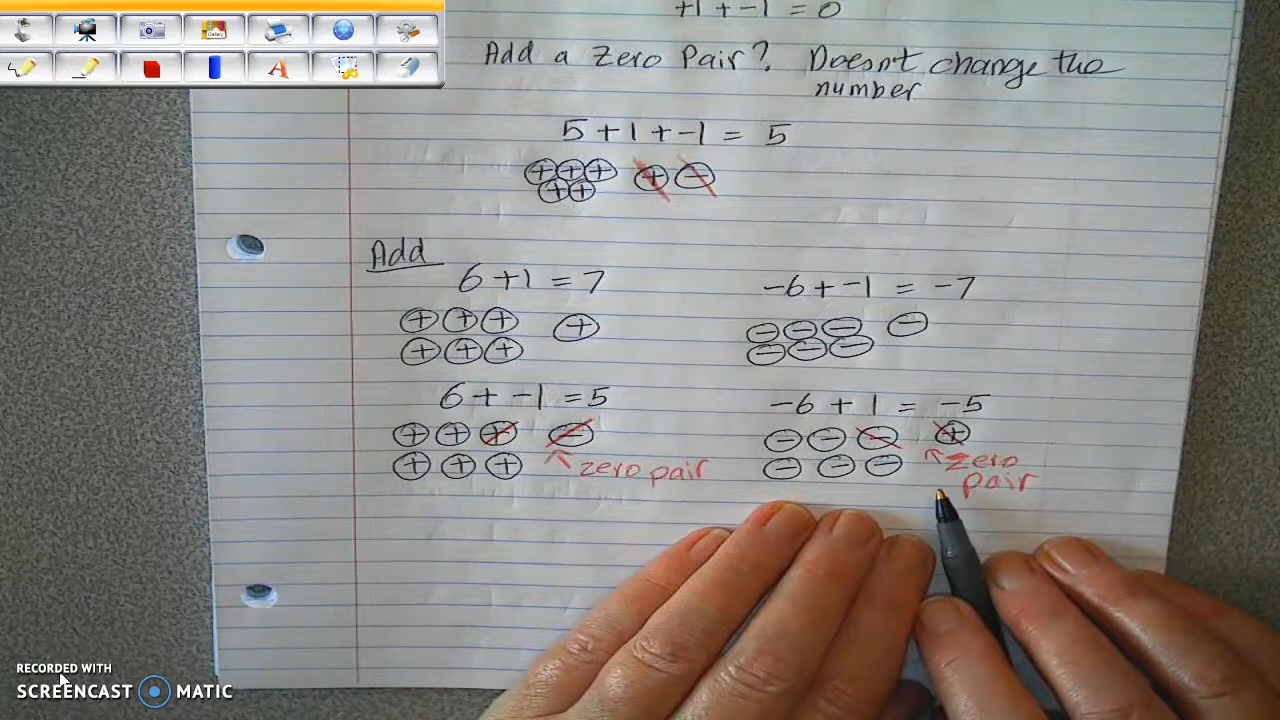 +1 + -1 = 0
Add a Zero Pair? Doesn't change the
number
5 + 1 + -1 = 5
Add
6 + 1 = 7
-6 + -1 = -7
6 + -1 = 5
-6 + 1 = -5
zero pair
zero
pair
RECORDED WITH
SCREENCAST MATIC